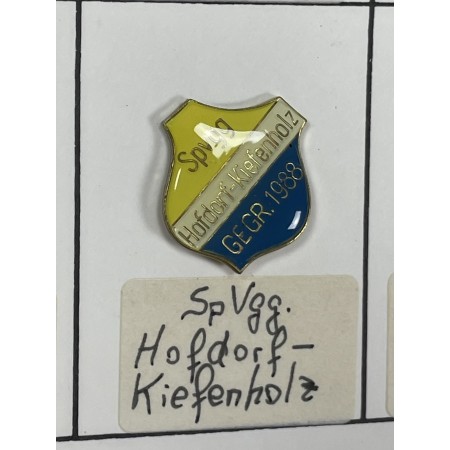 Spvgg
Hofdorf-Kiefenholz
GEGR. 1988
SpVgg.
Hofdorf-
Kiefenholz